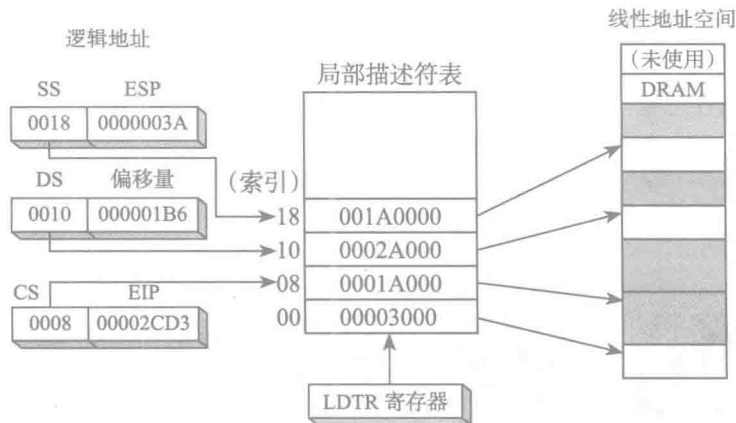 逻辑地址
线性地址空间
(未使用)
DRAM
局部描述符表
SS ESP
0018 0000003A
DS 偏移量
0010 000001B6
CS EIP
0008 00002CD3
(索引)
18 001A0000
10 0002A000
08 0001A000
00 00003000
LDTR 寄存器